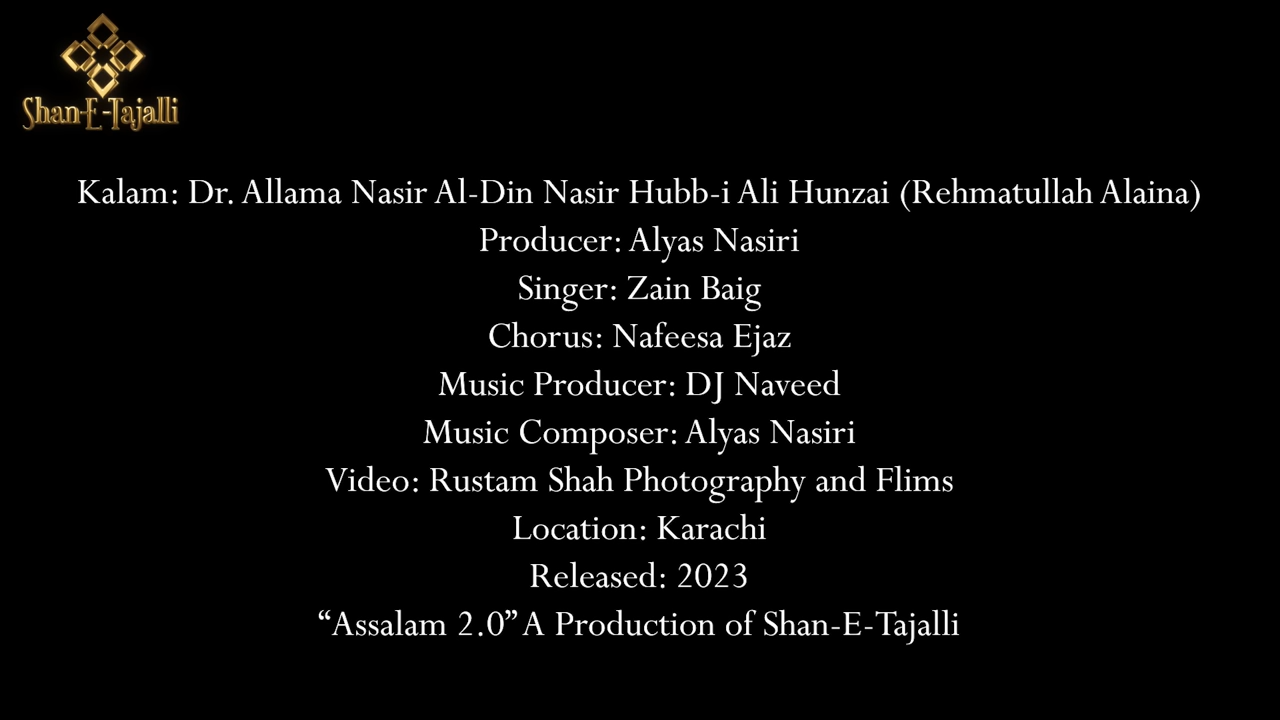 Shan-E-Tajalli
Kalam: Dr. Allama Nasir Al-Din Nasir Hubb-i Ali Hunzai (Rehmatullah Alaina)
Producer: Alyas Nasiri
Singer: Zain Baig
Chorus: Nafeesa Ejaz
Music Producer: DJ Naveed
Music Composer: Alyas Nasiri
Video: Rustam Shah Photography and Flims
Location: Karachi
Released: 2023
“Assalam 2.0” A Production of Shan-E-Tajalli